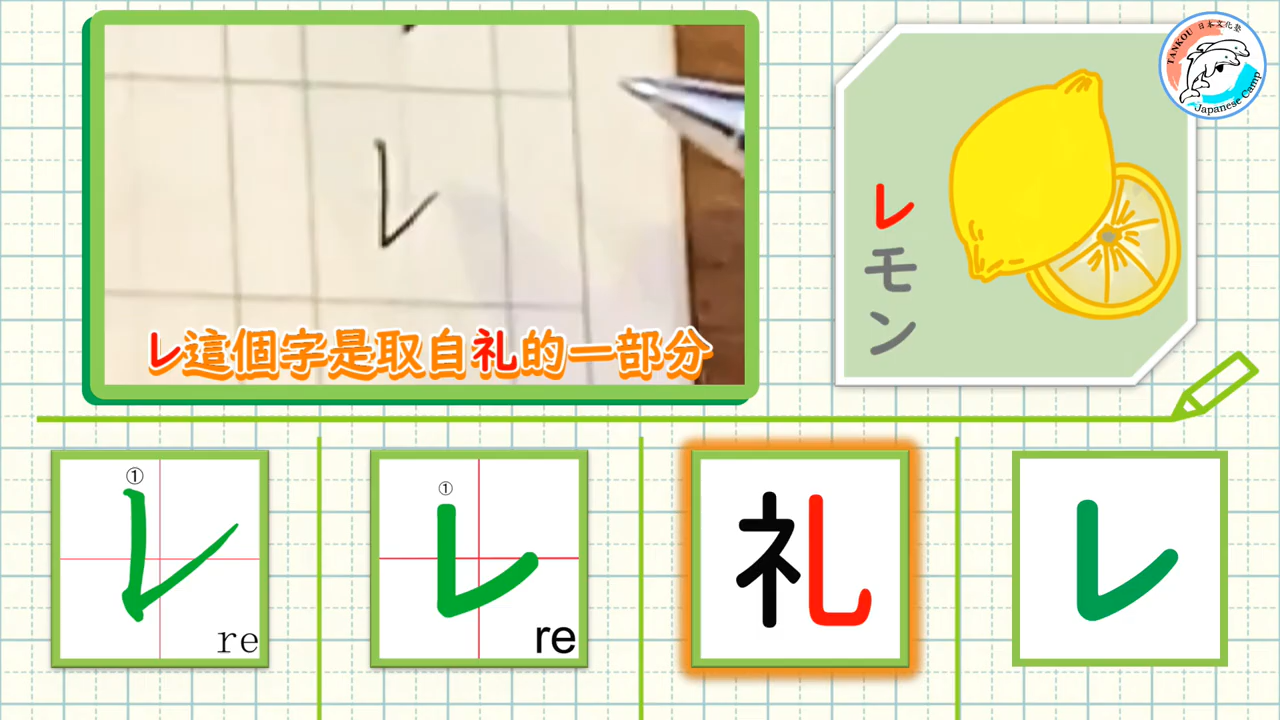 レ
レ這個字是取自礼的一部分
レモン
TANKOU 日本文化塾
Japanese Camp
①
レ
re
①
レ
re
礼
レ